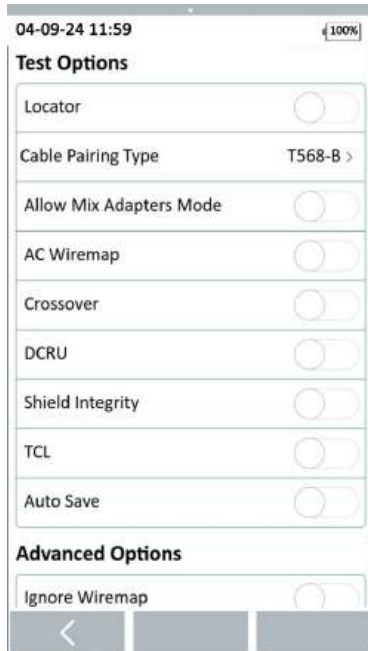 04-09-24 11:59 100%
Test Options
Locator
Cable Pairing Type T568-B >
Allow Mix Adapters Mode
AC Wiremap
Crossover
DCRU
Shield Integrity
TCL
Auto Save
Advanced Options
Ignore Wiremap